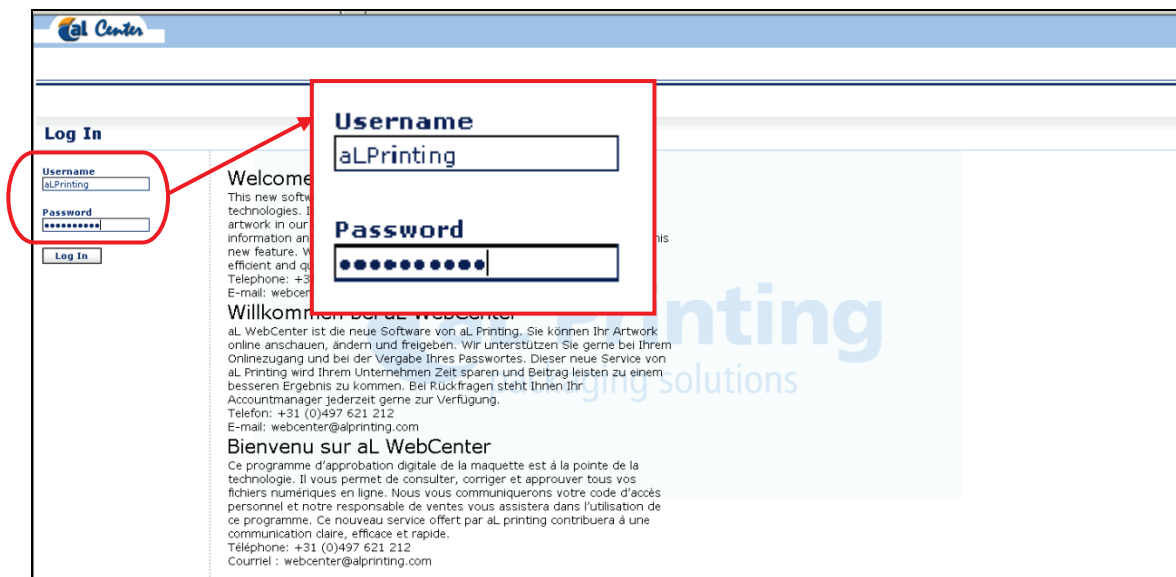 aL Center
Log In
Username
aLPrinting
Password
••••••••••
Log In
Username
aLPrinting
Password
••••••••••
Welcome
This new softw
technologies. I
artwork in our
information an
his
new feature. W
efficient and qu
Telephone: +3
E-mail: webcen
Willkommen bei aL WebCenter
aL WebCenter ist die neue Software von aL Printing. Sie können Ihr Artwork
online anschauen, ändern und freigeben. Wir unterstützen Sie gerne bei Ihrem
Onlinezugang und bei der Vergabe Ihres Passwortes. Dieser neue Service von
aL Printing wird Ihrem Unternehmen Zeit sparen und Beitrag leisten zu einem
besseren Ergebnis zu kommen. Bei Rückfragen steht Ihnen Ihr
Accountmanager jederzeit gerne zur Verfügung.
Telefon: +31 (0)497 621 212
E-mail: webcenter@alprinting.com
Bienvenu sur aL WebCenter
Ce programme d'approbation digitale de la maquette est à la pointe de la
technologie. Il vous permet de consulter, corriger et approuver tous vos
fichiers numériques en ligne. Nous vous communiquerons votre code d'accès
personnel et notre responsable de ventes vous assistera dans l'utilisation de
ce programme. Ce nouveau service offert par aL printing contribuera á une
communication claire, efficace et rapide.
Téléphone: +31 (0)497 621 212
Courriel : webcenter@alprinting.com
aL Printing
packaging solutions